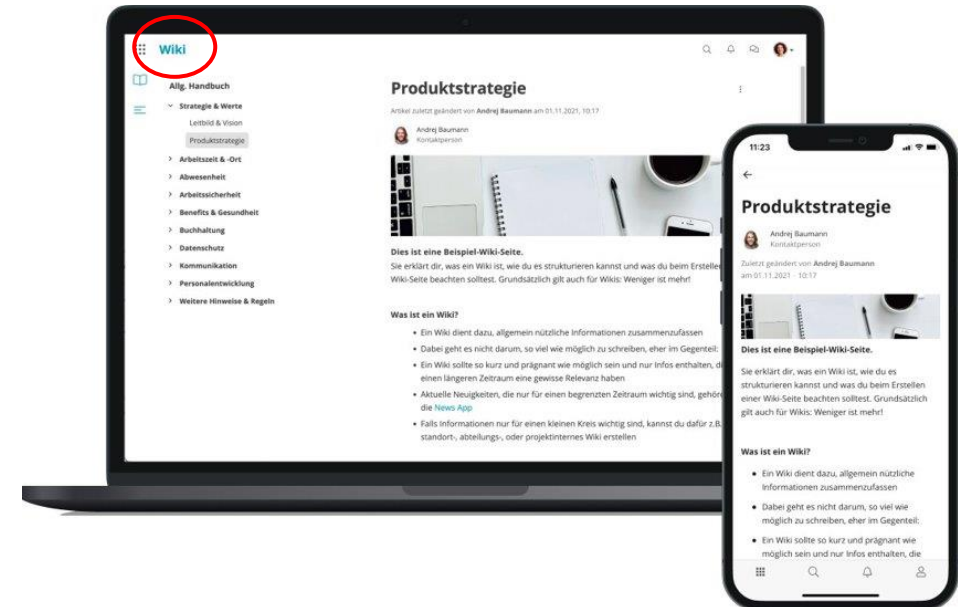 Wiki
Allg. Handbuch
Strategie & Werte
Leitbild & Vision
Produktstrategie
Arbeitszeit & -Ort
Abwesenheit
Arbeitssicherheit
Benefits & Gesundheit
Buchhaltung
Datenschutz
Kommunikation
Personalentwicklung
Weitere Hinweise & Regeln
Produktstrategie
Artikel zuletzt geändert von Andrej Baumann am 01.11.2021, 10:17
Andrej Baumann
Kontaktperson
Dies ist eine Beispiel-Wiki-Seite.
Sie erklärt dir, was ein Wiki ist, wie du es strukturieren kannst und was du beim Erstellen
Wiki-Seite beachten solltest. Grundsätzlich gilt auch für Wikis: Weniger ist mehr!
Was ist ein Wiki?
• Ein Wiki dient dazu, allgemein nützliche Informationen zusammenzufassen
• Dabei geht es nicht darum, so viel wie möglich zu schreiben, eher im Gegenteil:
• Ein Wiki sollte so kurz und prägnant wie möglich sein und nur Infos enthalten, di
einen längeren Zeitraum eine gewisse Relevanz haben
• Aktuelle Neuigkeiten, die nur für einen begrenzten Zeitraum wichtig sind, gehöre
die News App
• Falls Informationen nur für einen kleinen Kreis wichtig sind, kannst du dafür z.B.
standort-, abteilungs-, oder projektinternes Wiki erstellen
11:23
Produktstrategie
Andrej Baumann
Kontaktperson
Zuletzt geändert von Andrej Baumann
am 01.11.2021 - 10:17
Dies ist eine Beispiel-Wiki-Seite.
Sie erklärt dir, was ein Wiki ist, wie du es
strukturieren kannst und was du beim Erstellen
einer Wiki-Seite beachten solltest. Grundsätzlich
gilt auch für Wikis: Weniger ist mehr!
Was ist ein Wiki?
• Ein Wiki dient dazu, allgemein nützliche
Informationen zusammenzufassen
• Dabei geht es nicht darum, so viel wie
möglich zu schreiben, eher im Gegenteil:
• Ein Wiki sollte so kurz und prägnant wie
möglich sein und nur Infos enthalten, die